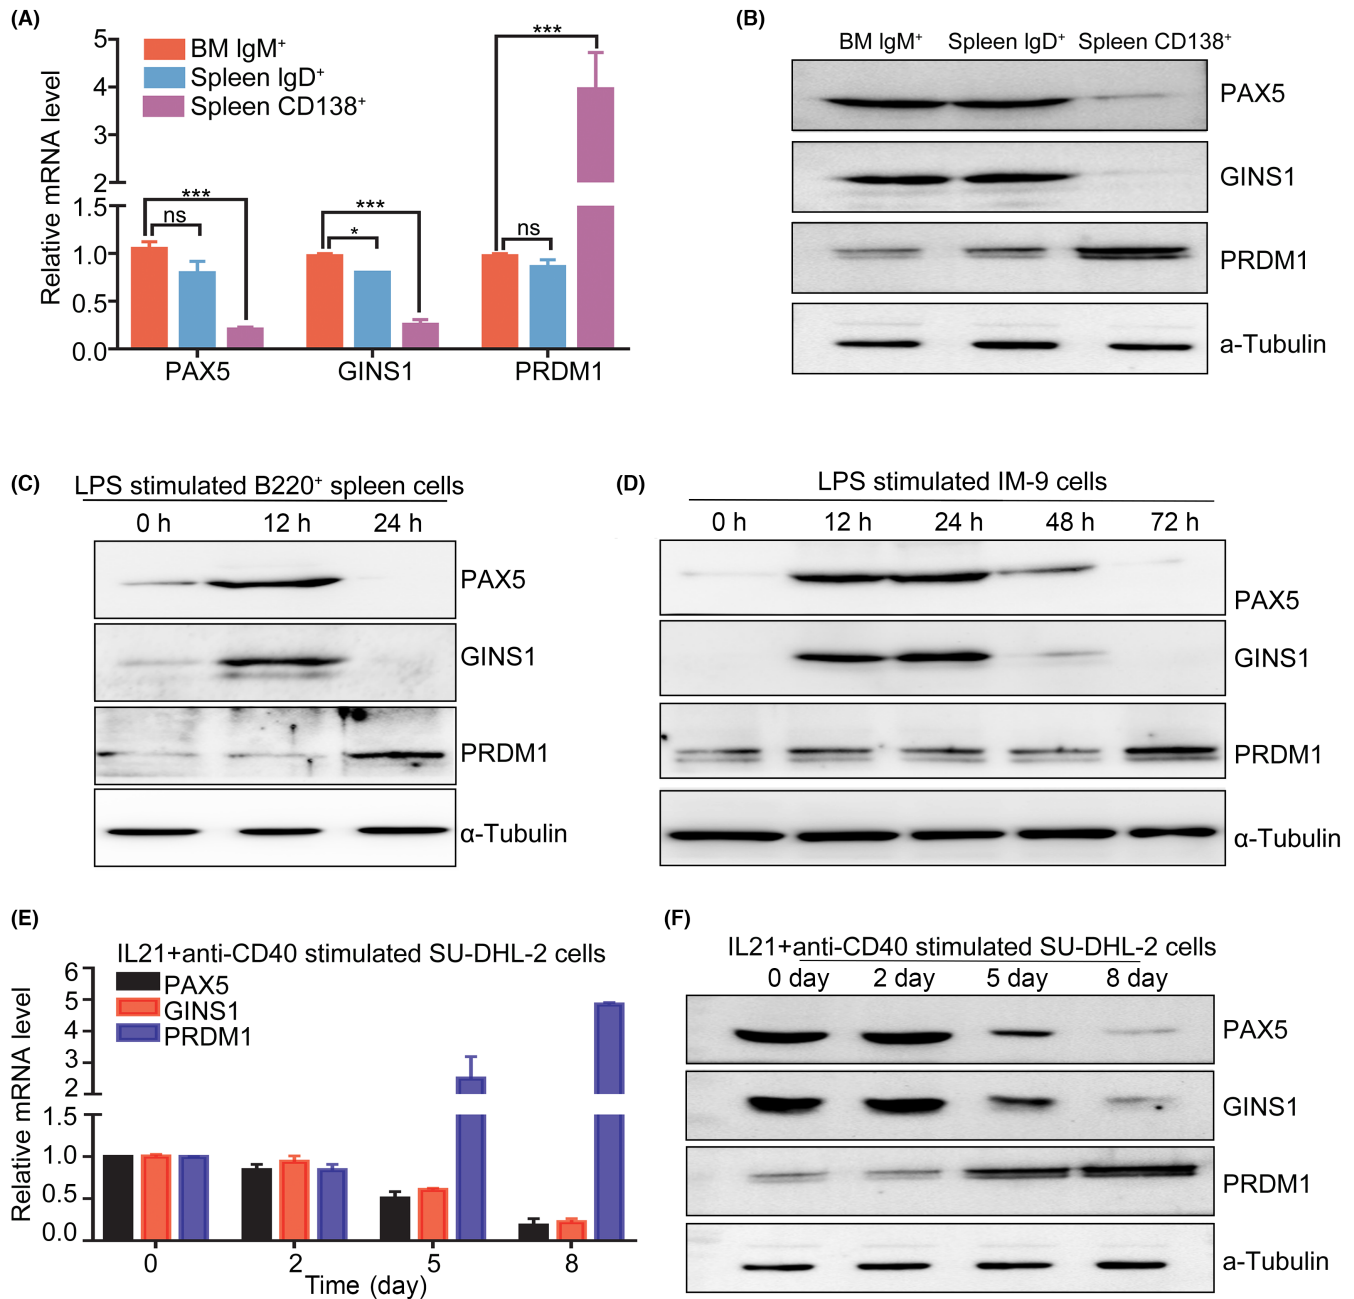 (A)
5
4
3
2
1.5
1.0
0.5
0.0
Relative mRNA level
BM IgM⁺
Spleen IgD⁺
Spleen CD138⁺
***
ns
***
*
***
ns
PAX5 GINS1 PRDM1
(B)
BM IgM⁺ Spleen IgD⁺ Spleen CD138⁺
PAX5
GINS1
PRDM1
a-Tubulin
(C)
LPS stimulated B220⁺ spleen cells
0 h 12 h 24 h
PAX5
GINS1
PRDM1
α-Tubulin
(D)
LPS stimulated IM-9 cells
0 h 12 h 24 h 48 h 72 h
PAX5
GINS1
PRDM1
α-Tubulin
(E)
IL21+anti-CD40 stimulated SU-DHL-2 cells
6
5
4
3
2
1.5
1.0
0.5
0.0
Relative mRNA level
PAX5
GINS1
PRDM1
0 2 5 8
Time (day)
(F)
IL21+anti-CD40 stimulated SU-DHL-2 cells
0 day 2 day 5 day 8 day
PAX5
GINS1
PRDM1
a-Tubulin